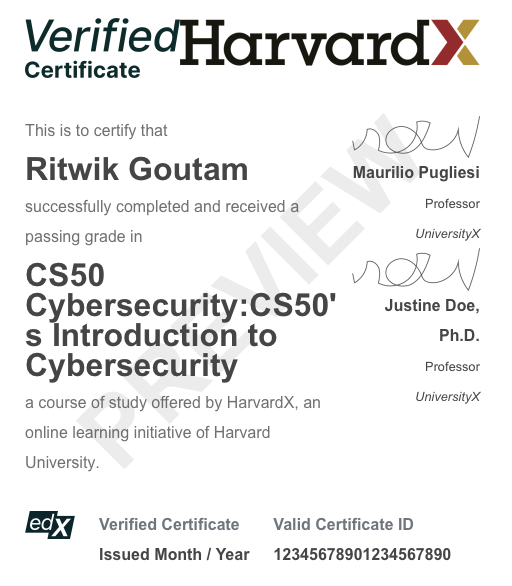 Verified
Certificate
HarvardX
This is to certify that
Ritwik Goutam
successfully completed and received a
passing grade in
CS50
Cybersecurity:CS50'
s Introduction to
Cybersecurity
a course of study offered by HarvardX, an
online learning initiative of Harvard
University.
Maurilio Pugliesi
Professor
UniversityX
Justine Doe,
Ph.D.
Professor
UniversityX
PREVIEW
edX
Verified Certificate
Issued Month / Year
Valid Certificate ID
12345678901234567890